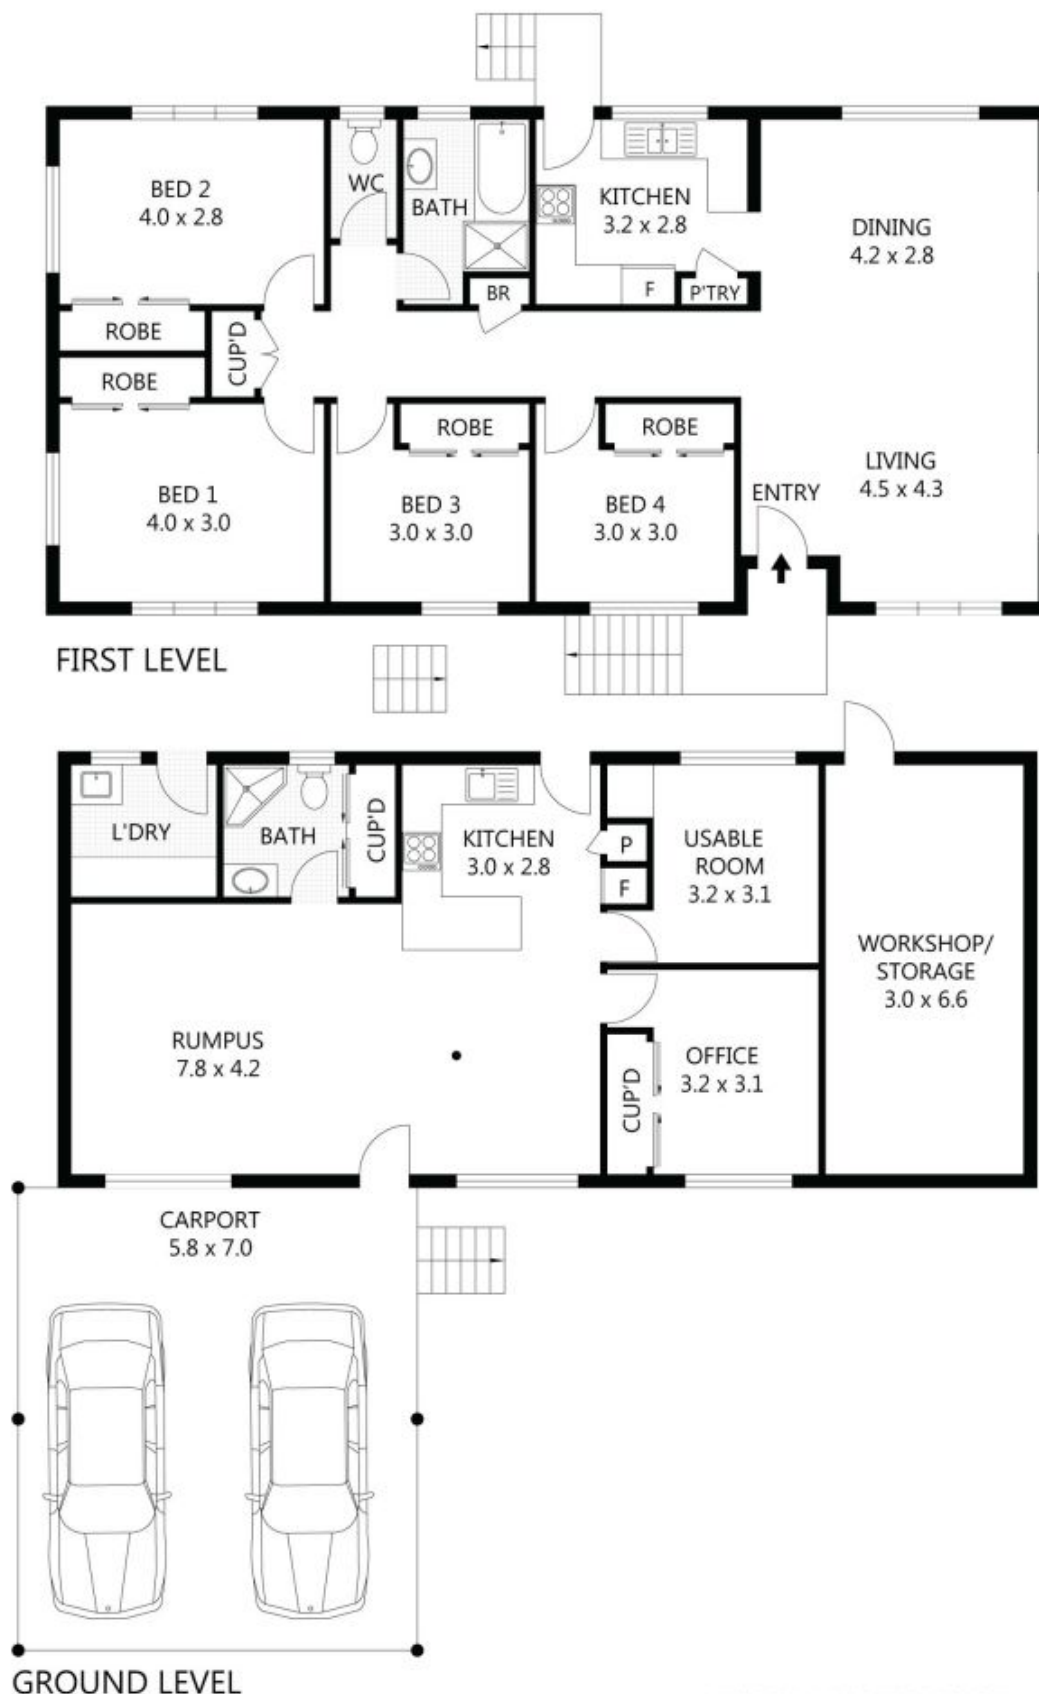 BED 2
4.0 x 2.8
WC
BATH
KITCHEN
3.2 x 2.8
DINING
4.2 x 2.8
BR
F
P'TRY
ROBE
CUP'D
ROBE
ROBE
ROBE
BED 1
4.0 x 3.0
BED 3
3.0 x 3.0
BED 4
3.0 x 3.0
ENTRY
LIVING
4.5 x 4.3
FIRST LEVEL
L'DRY
BATH
CUP'D
KITCHEN
3.0 x 2.8
P
F
USABLE
ROOM
3.2 x 3.1
WORKSHOP/
STORAGE
3.0 x 6.6
RUMPUS
7.8 x 4.2
CUP'D
OFFICE
3.2 x 3.1
CARPORT
5.8 x 7.0
GROUND LEVEL